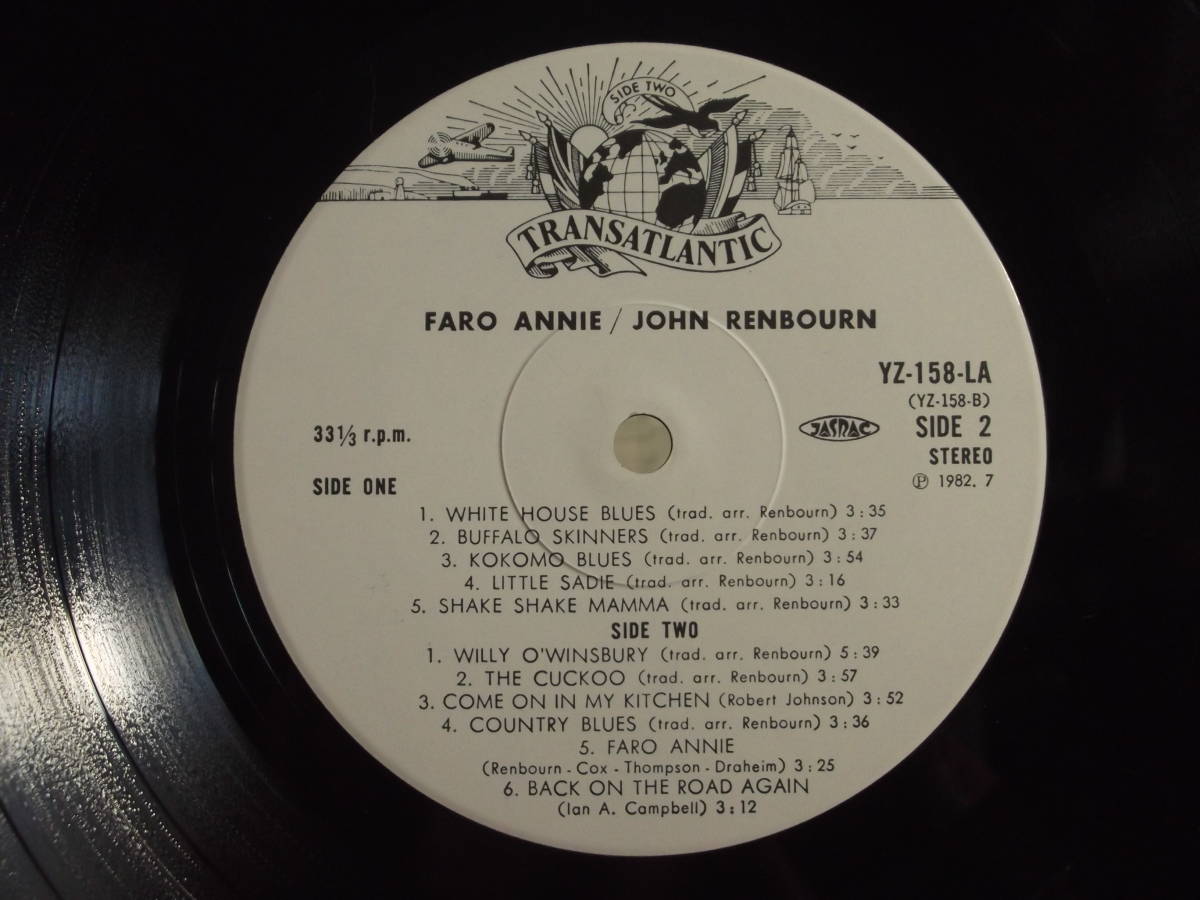 SIDE TWO
TRANSATLANTIC
FARO ANNIE / JOHN RENBOURN
YZ-158-LA
(YZ-158-B)
JASRAC SIDE 2
STEREO
Ⓟ 1982. 7
33 1/3 r.p.m.
SIDE ONE
1. WHITE HOUSE BLUES (trad. arr. Renbourn) 3 : 35
2. BUFFALO SKINNERS (trad. arr. Renbourn) 3 : 37
3. KOKOMO BLUES (trad. arr. Renbourn) 3 : 54
4. LITTLE SADIE (trad. arr. Renbourn) 3 : 16
5. SHAKE SHAKE MAMMA (trad. arr. Renbourn) 3 : 33
SIDE TWO
1. WILLY O'WINSBURY (trad. arr. Renbourn) 5 : 39
2. THE CUCKOO (trad. arr. Renbourn) 3 : 57
3. COME ON IN MY KITCHEN (Robert Johnson) 3 : 52
4. COUNTRY BLUES (trad. arr. Renbourn) 3 : 36
5. FARO ANNIE
(Renbourn - Cox - Thompson - Draheim) 3 : 25
6. BACK ON THE ROAD AGAIN
(Ian A. Campbell) 3 : 12